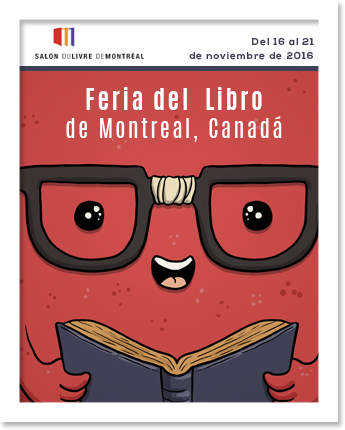 Del 16 al 21
SALON DULIVRE DEMONTRÉAL
de noviembre de 2016
Feria del Libro
de Montreal, Canadá